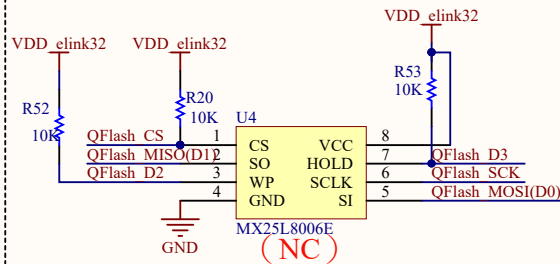 VDD_elink32
VDD_elink32
VDD_elink32
R52
10K
R20
10K
R53
10K
U4
QFlash_CS
1
CS
VCC
8
QFlash_MISO(D1)
2
SO
HOLD
7
QFlash_D3
QFlash_D2
3
WP
SCLK
6
QFlash_SCK
4
GND
SI
5
QFlash_MOSI(D0)
GND
MX25L8006E
(NC)